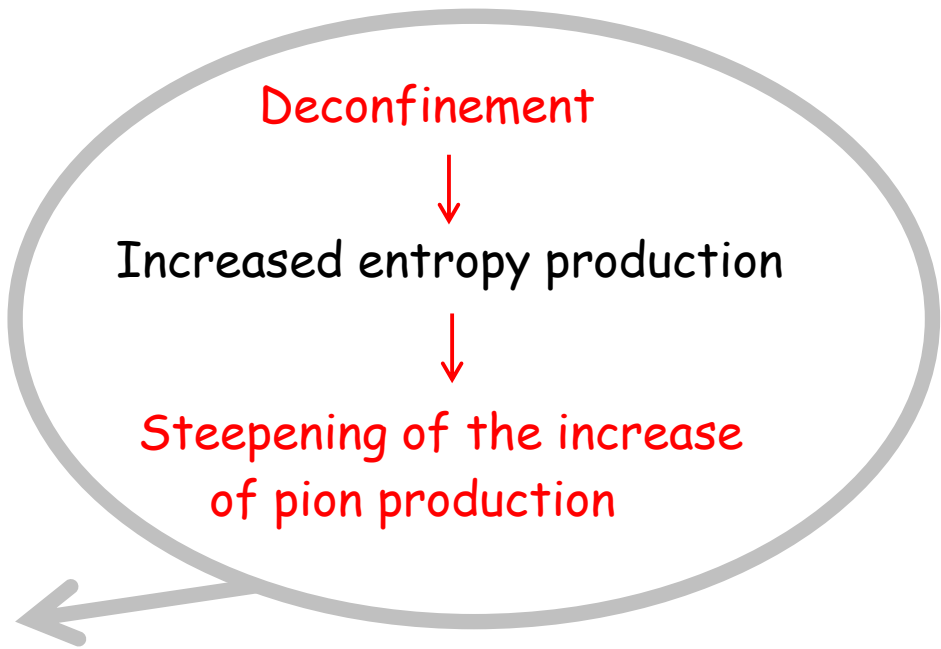 Deconfinement
Increased entropy production
Steepening of the increase
of pion production